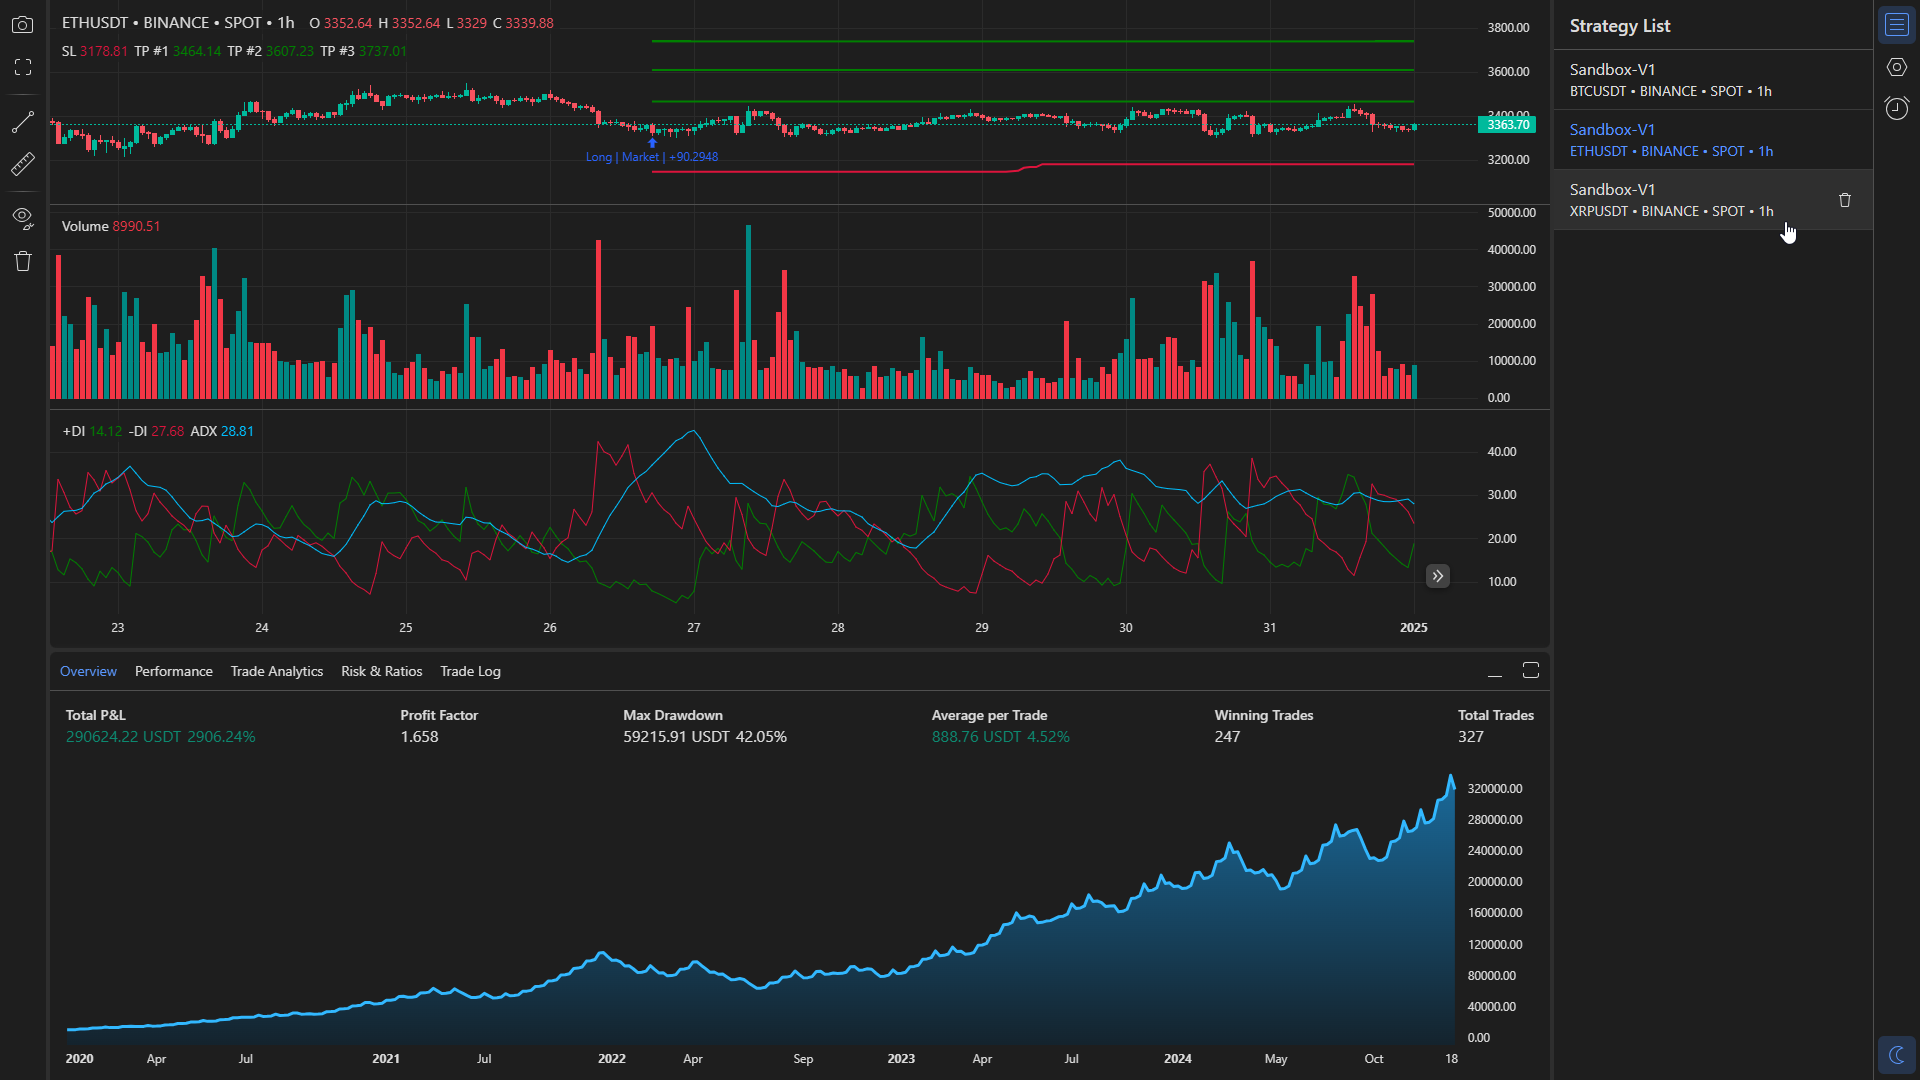 ETHUSDT • BINANCE • SPOT • 1h O 3352.64 H 3352.64 L 3329 C 3339.88
SL 3178.81 TP #1 3464.14 TP #2 3607.23 TP #3 3737.01
3800.00
3600.00
3400.00
3363.70
3200.00
Long | Market | +90.2948
Volume 8990.51
50000.00
40000.00
30000.00
20000.00
10000.00
0.00
+DI 14.12 -DI 27.68 ADX 28.81
40.00
30.00
20.00
10.00
23 24 25 26 27 28 29 30 31 2025
Overview Performance Trade Analytics Risk & Ratios Trade Log
Total P&L Profit Factor Max Drawdown Average per Trade Winning Trades Total Trades
290624.22 USDT 2906.24% 1.658 59215.91 USDT 42.05% 888.76 USDT 4.52% 247 327
320000.00
280000.00
240000.00
200000.00
160000.00
120000.00
80000.00
40000.00
0.00
2020 Apr Jul 2021 Jul 2022 Apr Sep 2023 Apr Jul 2024 May Oct 18
Strategy List
Sandbox-V1
BTCUSDT • BINANCE • SPOT • 1h
Sandbox-V1
ETHUSDT • BINANCE • SPOT • 1h
Sandbox-V1
XRPUSDT • BINANCE • SPOT • 1h